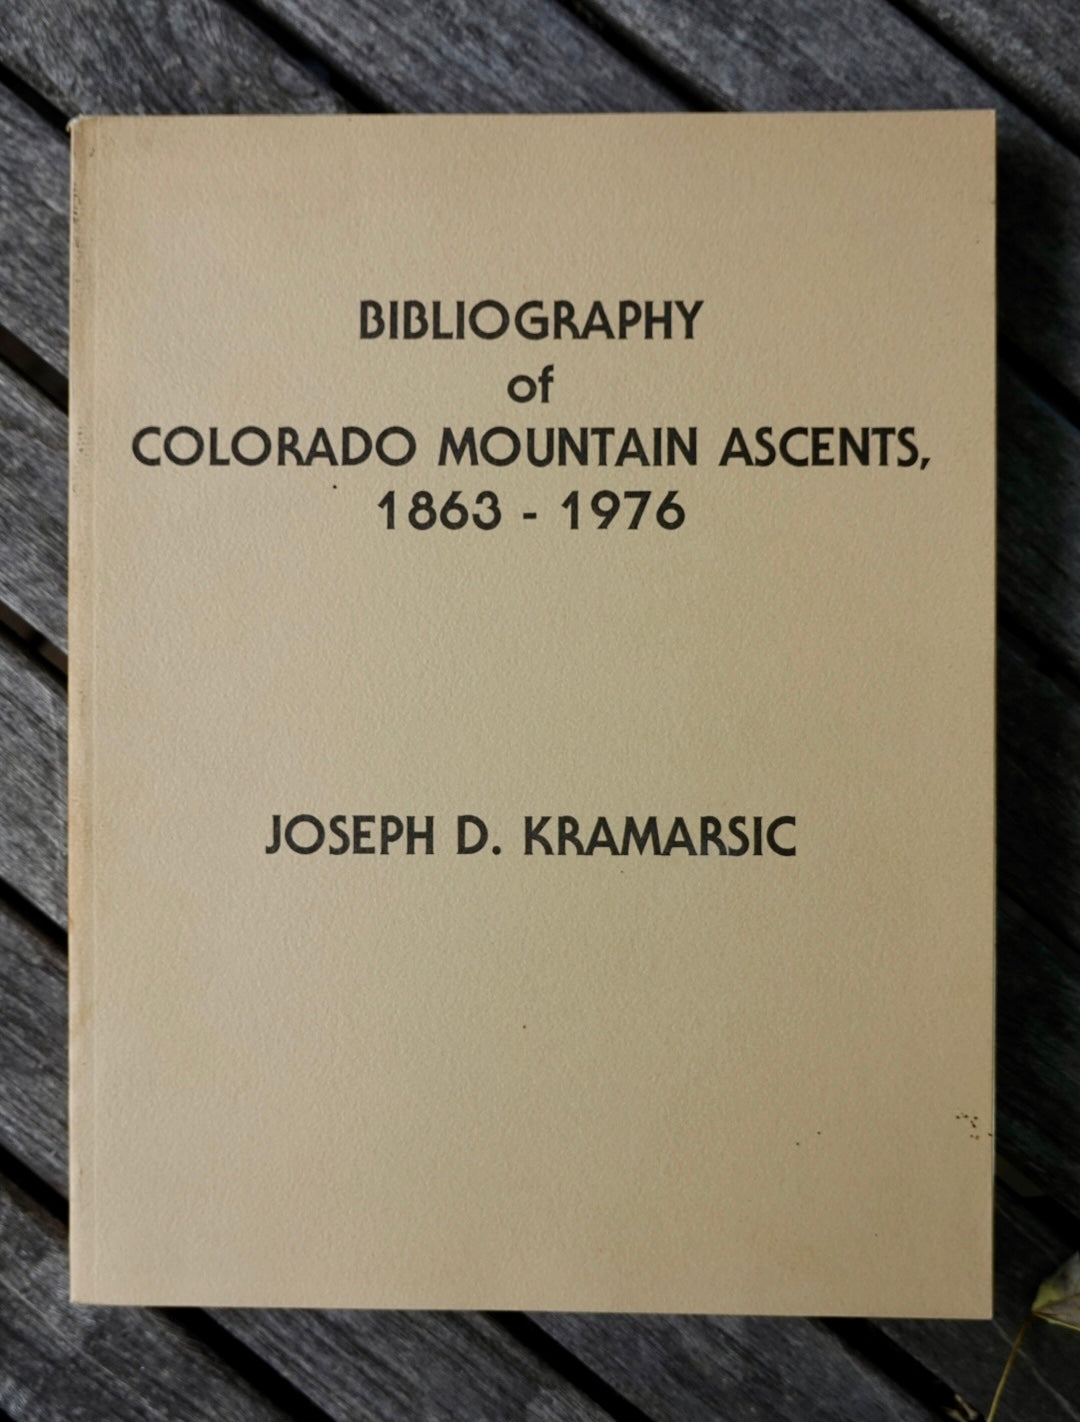 BIBLIOGRAPHY
of
COLORADO MOUNTAIN ASCENTS,
1863 - 1976
JOSEPH D. KRAMARSIC